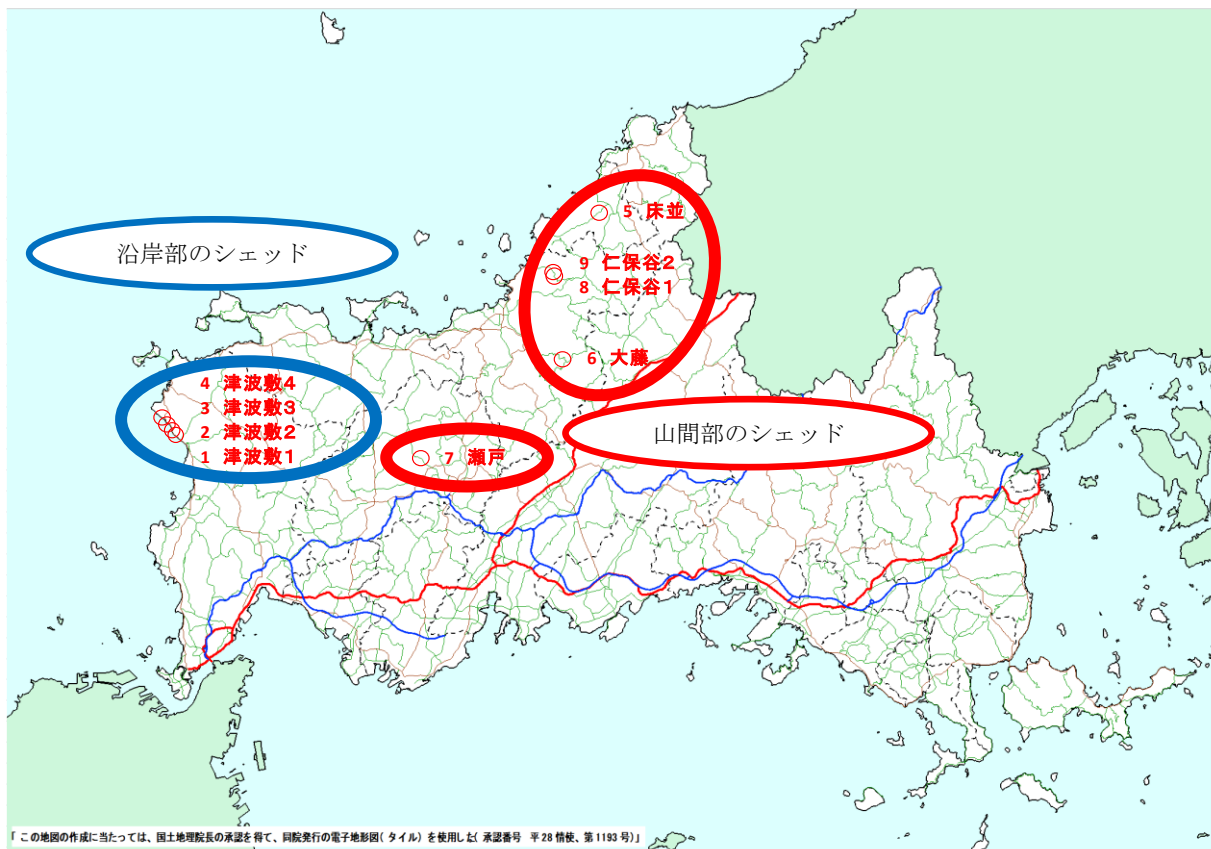 5 床並
沿岸部のシェッド
9 仁保谷2
8 仁保谷1
6 大藤
4 津波敷4
3 津波敷3
2 津波敷2
1 津波敷1
山間部のシェッド
7 瀬戸
「この地図の作成に当たっては、国土地理院長の承認を得て、同院発行の電子地形図(タイル)を使用した(承認番号 平28情使、第1193号)」